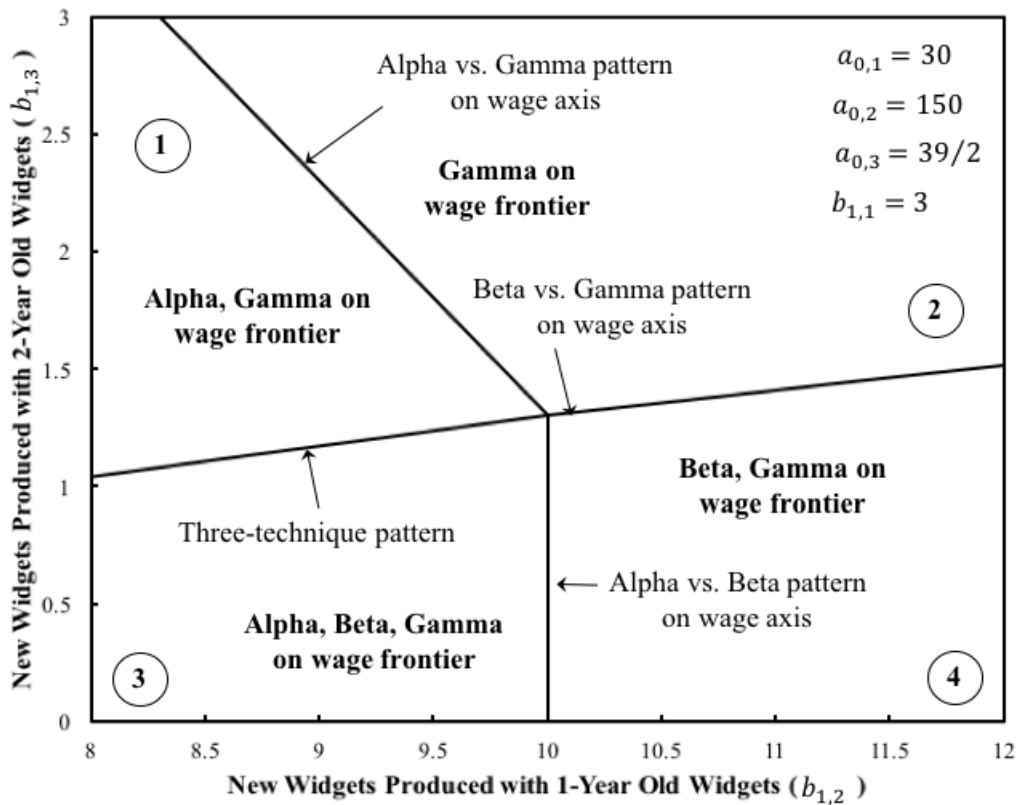 New Widgets Produced with 2-Year Old Widgets ( b1,3 )
3
2.5
2
1.5
1
0.5
0
Alpha vs. Gamma pattern
on wage axis
a0,1 = 30
a0,2 = 150
a0,3 = 39/2
b1,1 = 3
1
Gamma on
wage frontier
Alpha, Gamma on
wage frontier
Beta vs. Gamma pattern
on wage axis
2
Three-technique pattern
Beta, Gamma on
wage frontier
Alpha vs. Beta pattern
on wage axis
Alpha, Beta, Gamma
on wage frontier
3
4
8
8.5
9
9.5
10
10.5
11
11.5
12
New Widgets Produced with 1-Year Old Widgets ( b1,2 )